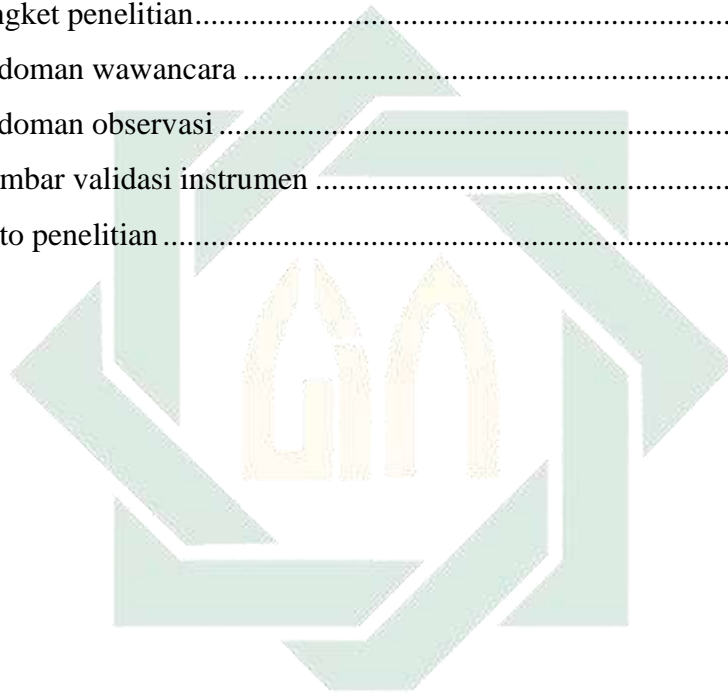 ngket penelitian....................................................................
doman wawancara ..............................................................
doman observasi .................................................................
mbar validasi instrumen .....................................................
to penelitian ........................................................................